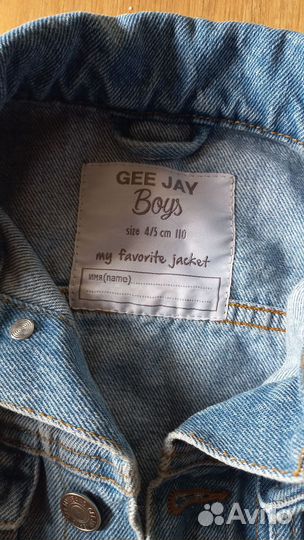 GEE JAY
Boys
size 4/5 cm 110
my favorite jacket
имя(name)
Avito